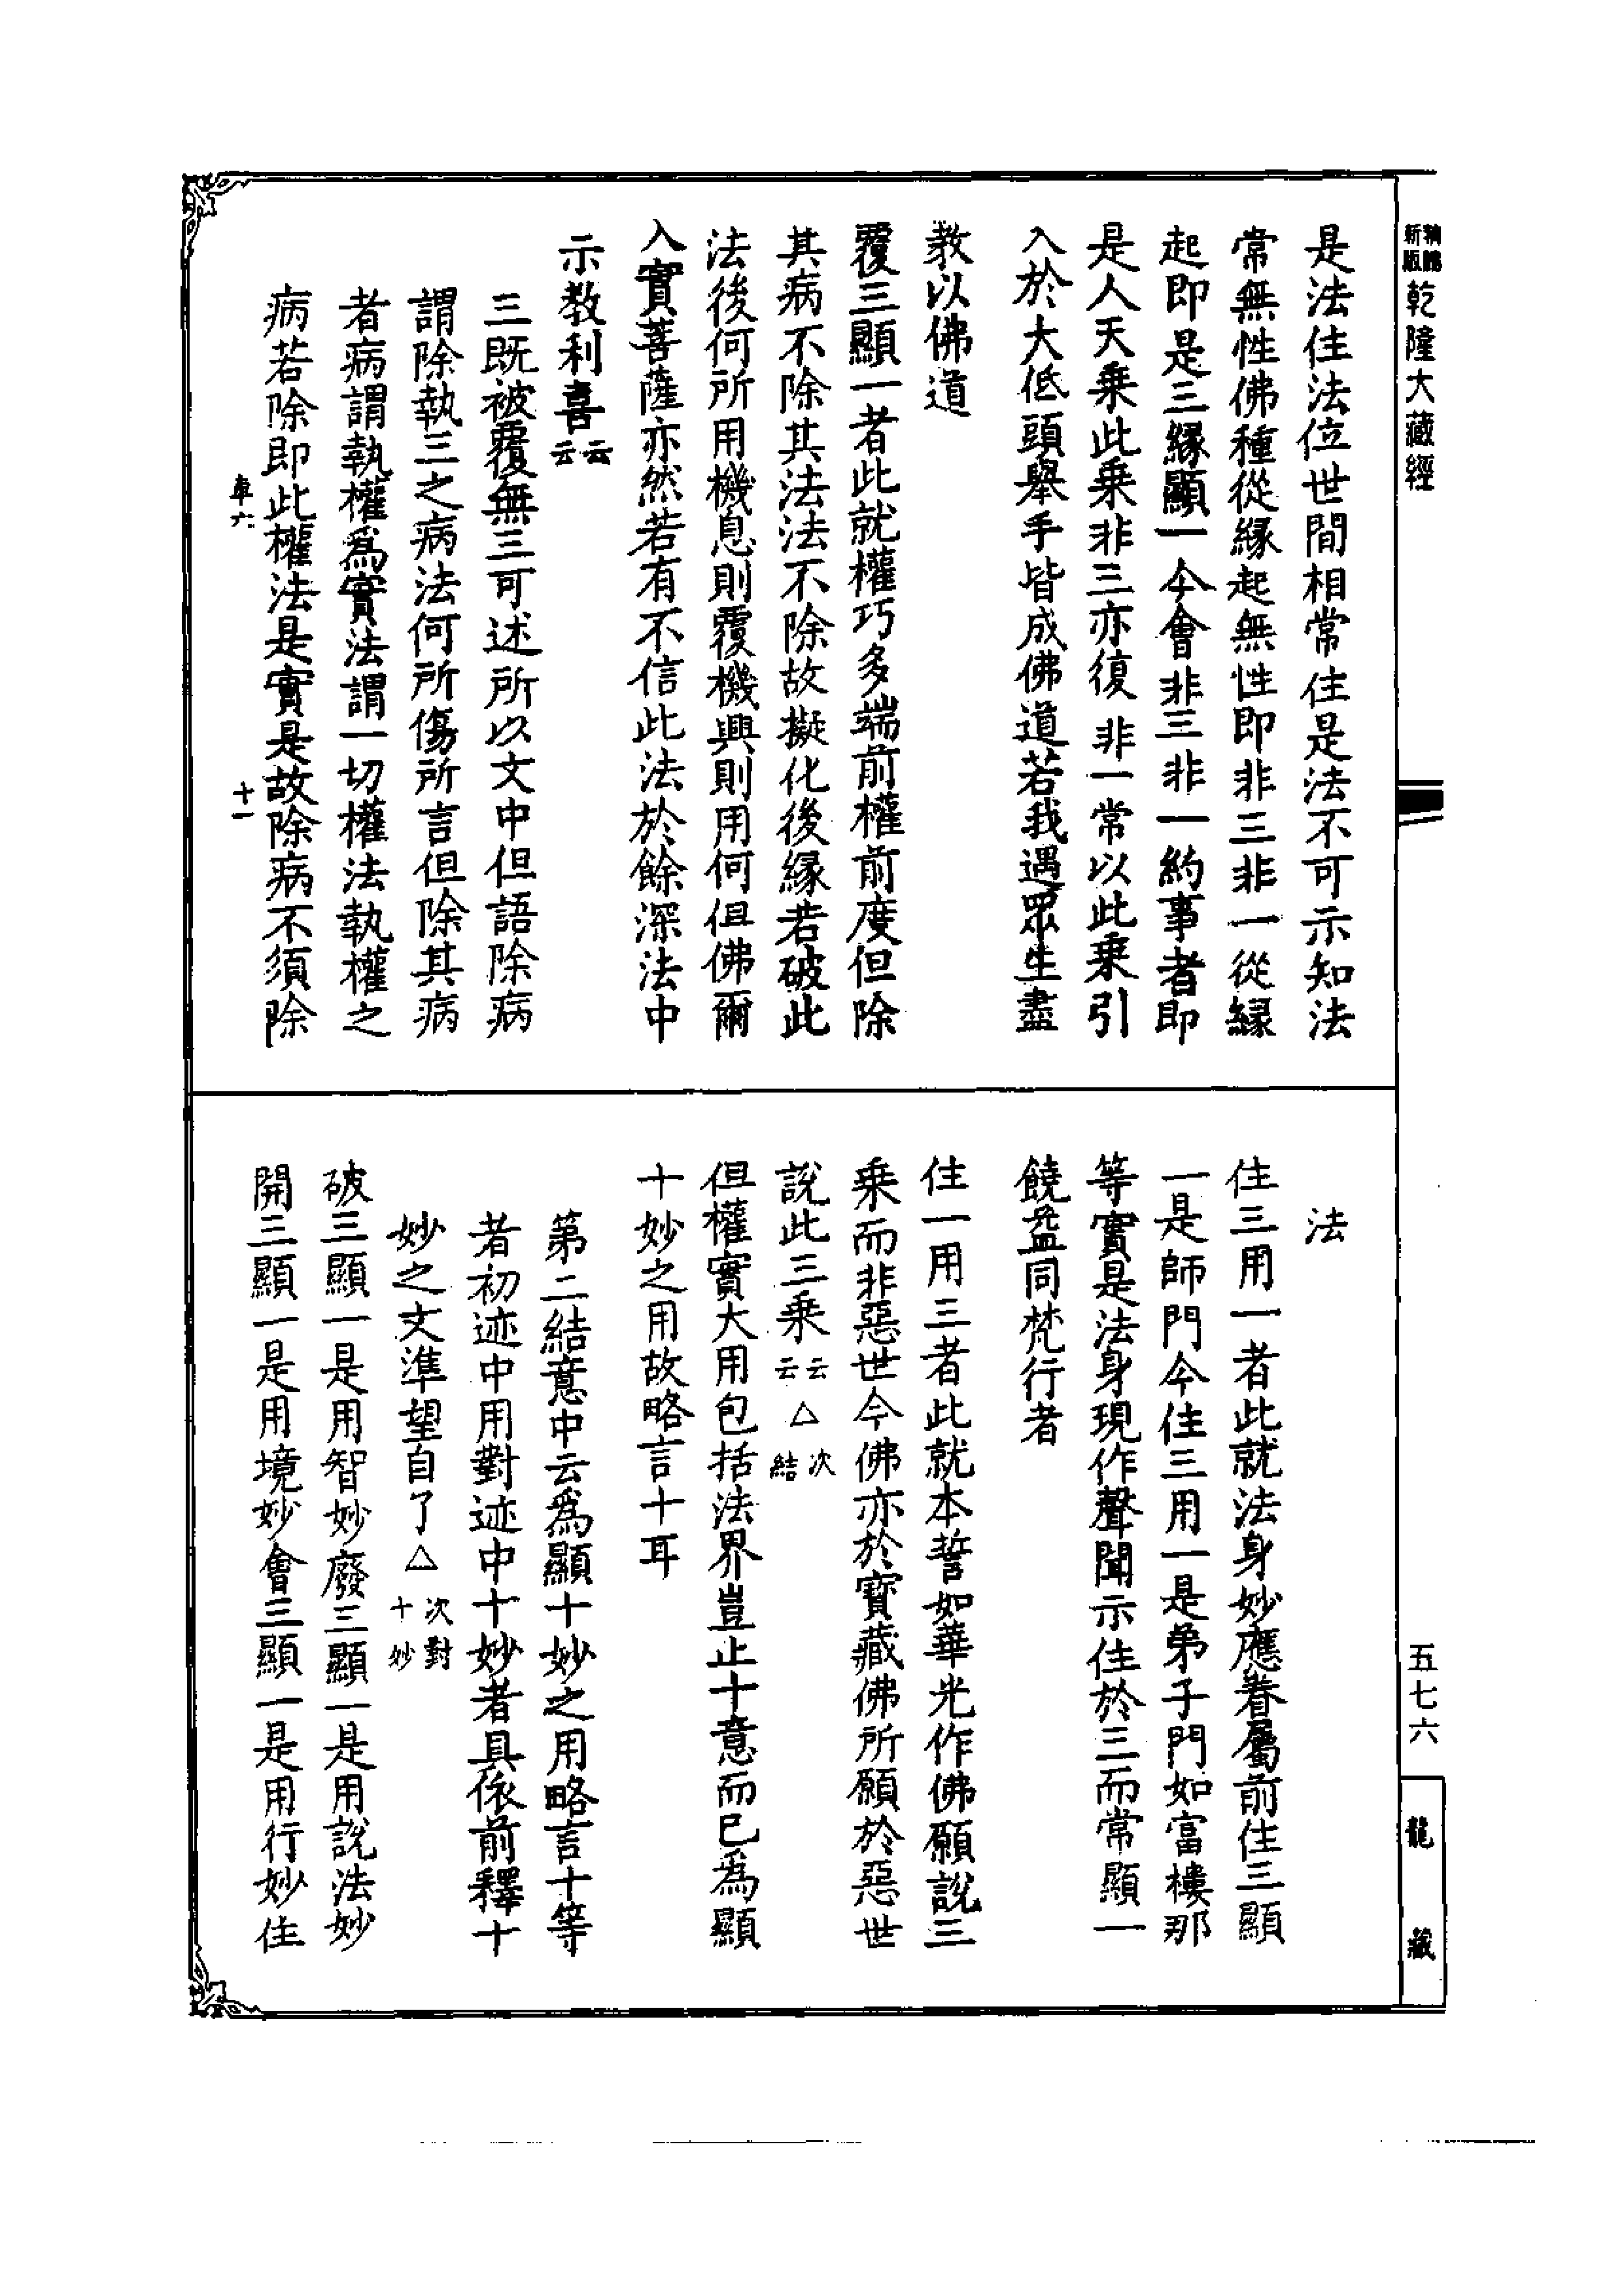 新版
乾隆大藏經
是法住法位世間相常住是法不可示知法
常無性佛種從緣起無性即非三非一從緣
起即是三緣顯一今會非三非一約事者即
是人天乘此乘非三亦復非一常以此乘引
入於大低頭舉手皆成佛道若我遇眾生盡
教以佛道
覆三顯一者此就權巧多端前權前度但除
其病不除其法法不除故擬化後緣若破此
法後何所用機息則覆機興則用何但佛爾
入實菩薩亦然若有不信此法於餘深法中
示教利喜云云
三既被覆無三可述所以文中但語除病
謂除執三之病法何所傷所言但除其病
者病謂執權爲實法謂一切權法執權之
病若除即此權法是實是故除病不須除
車六
十一
法
住三用一者此就法身妙應眷屬前住三顯
一是師門今住三用一是弟子門如富樓那
等實是法身現作聲聞示住於三而常顯一
饒益同梵行者
住一用三者此就本誓如華光作佛願說三
乘而非惡世今佛亦於寶藏佛所願於惡世
說此三乘云云△次結
但權實大用包括法界豈止十意而已爲顯
十妙之用故略言十耳
第二結意中云爲顯十妙之用略言十等
者初迹中用對迹中十妙者具依前釋十
妙之文準望自了△次對十妙
破三顯一是用智妙廢三顯一是用說法妙
開三顯一是用境妙會三顯一是用行妙住
五七六
龍藏